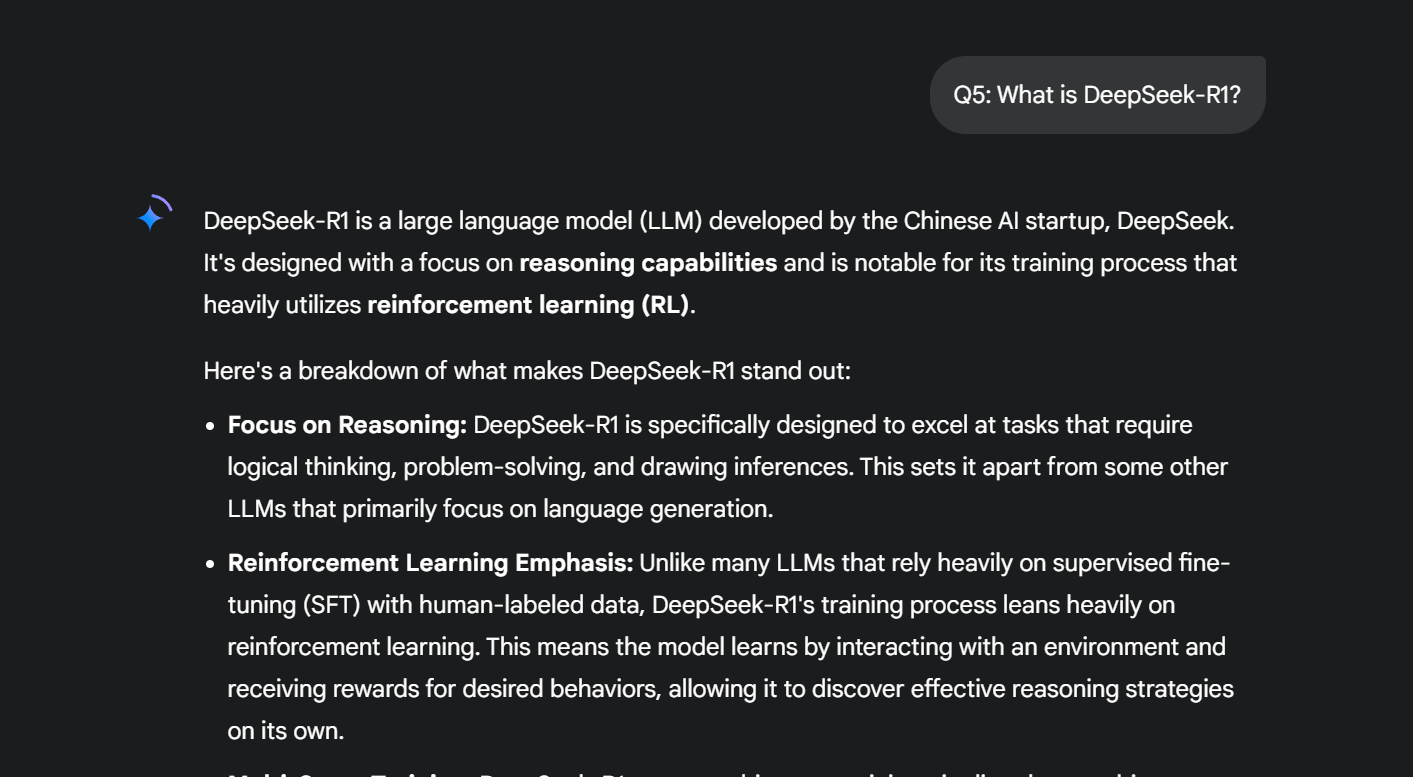 Q5: What is DeepSeek-R1?
DeepSeek-R1 is a large language model (LLM) developed by the Chinese AI startup, DeepSeek.
It's designed with a focus on reasoning capabilities and is notable for its training process that
heavily utilizes reinforcement learning (RL).
Here's a breakdown of what makes DeepSeek-R1 stand out:
• Focus on Reasoning: DeepSeek-R1 is specifically designed to excel at tasks that require
logical thinking, problem-solving, and drawing inferences. This sets it apart from some other
LLMs that primarily focus on language generation.
• Reinforcement Learning Emphasis: Unlike many LLMs that rely heavily on supervised fine-
tuning (SFT) with human-labeled data, DeepSeek-R1's training process leans heavily on
reinforcement learning. This means the model learns by interacting with an environment and
receiving rewards for desired behaviors, allowing it to discover effective reasoning strategies
on its own.